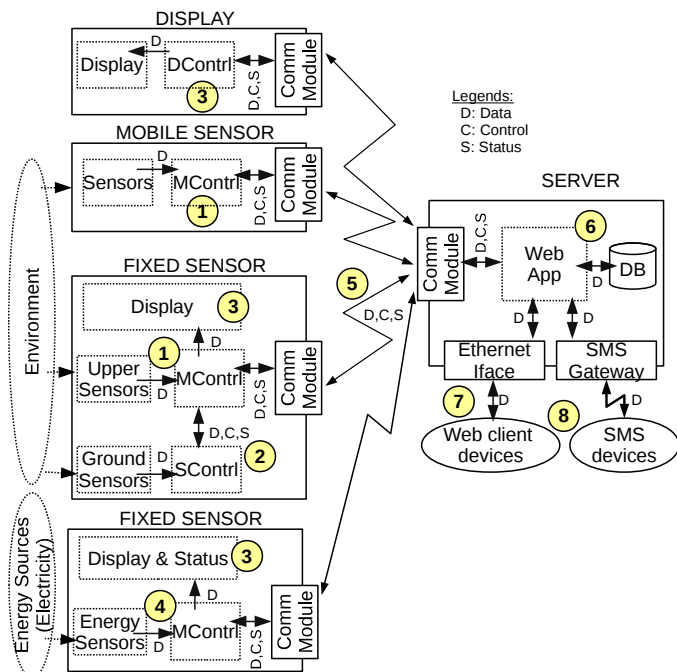 DISPLAY
Display
D
DContrl
D,C,S
Comm
Module
3
Legends:
D: Data
C: Control
S: Status
MOBILE SENSOR
Sensors
D
MContrl
D,C,S
Comm
Module
1
SERVER
Comm
Module
D,C,S
Web
App
6
D
DB
D
D
Ethernet
Iface
SMS
Gateway
7
D
8
D
Web client
devices
SMS
devices
Environment
FIXED SENSOR
Display
3
D
1
Upper
Sensors
D
MContrl
D,C,S
Comm
Module
5
D,C,S
D,C,S
Ground
Sensors
D
SContrl
2
Energy Sources
(Electricity)
FIXED SENSOR
Display & Status
3
D
4
Energy
Sensors
D
MContrl
D,C,S
Comm
Module